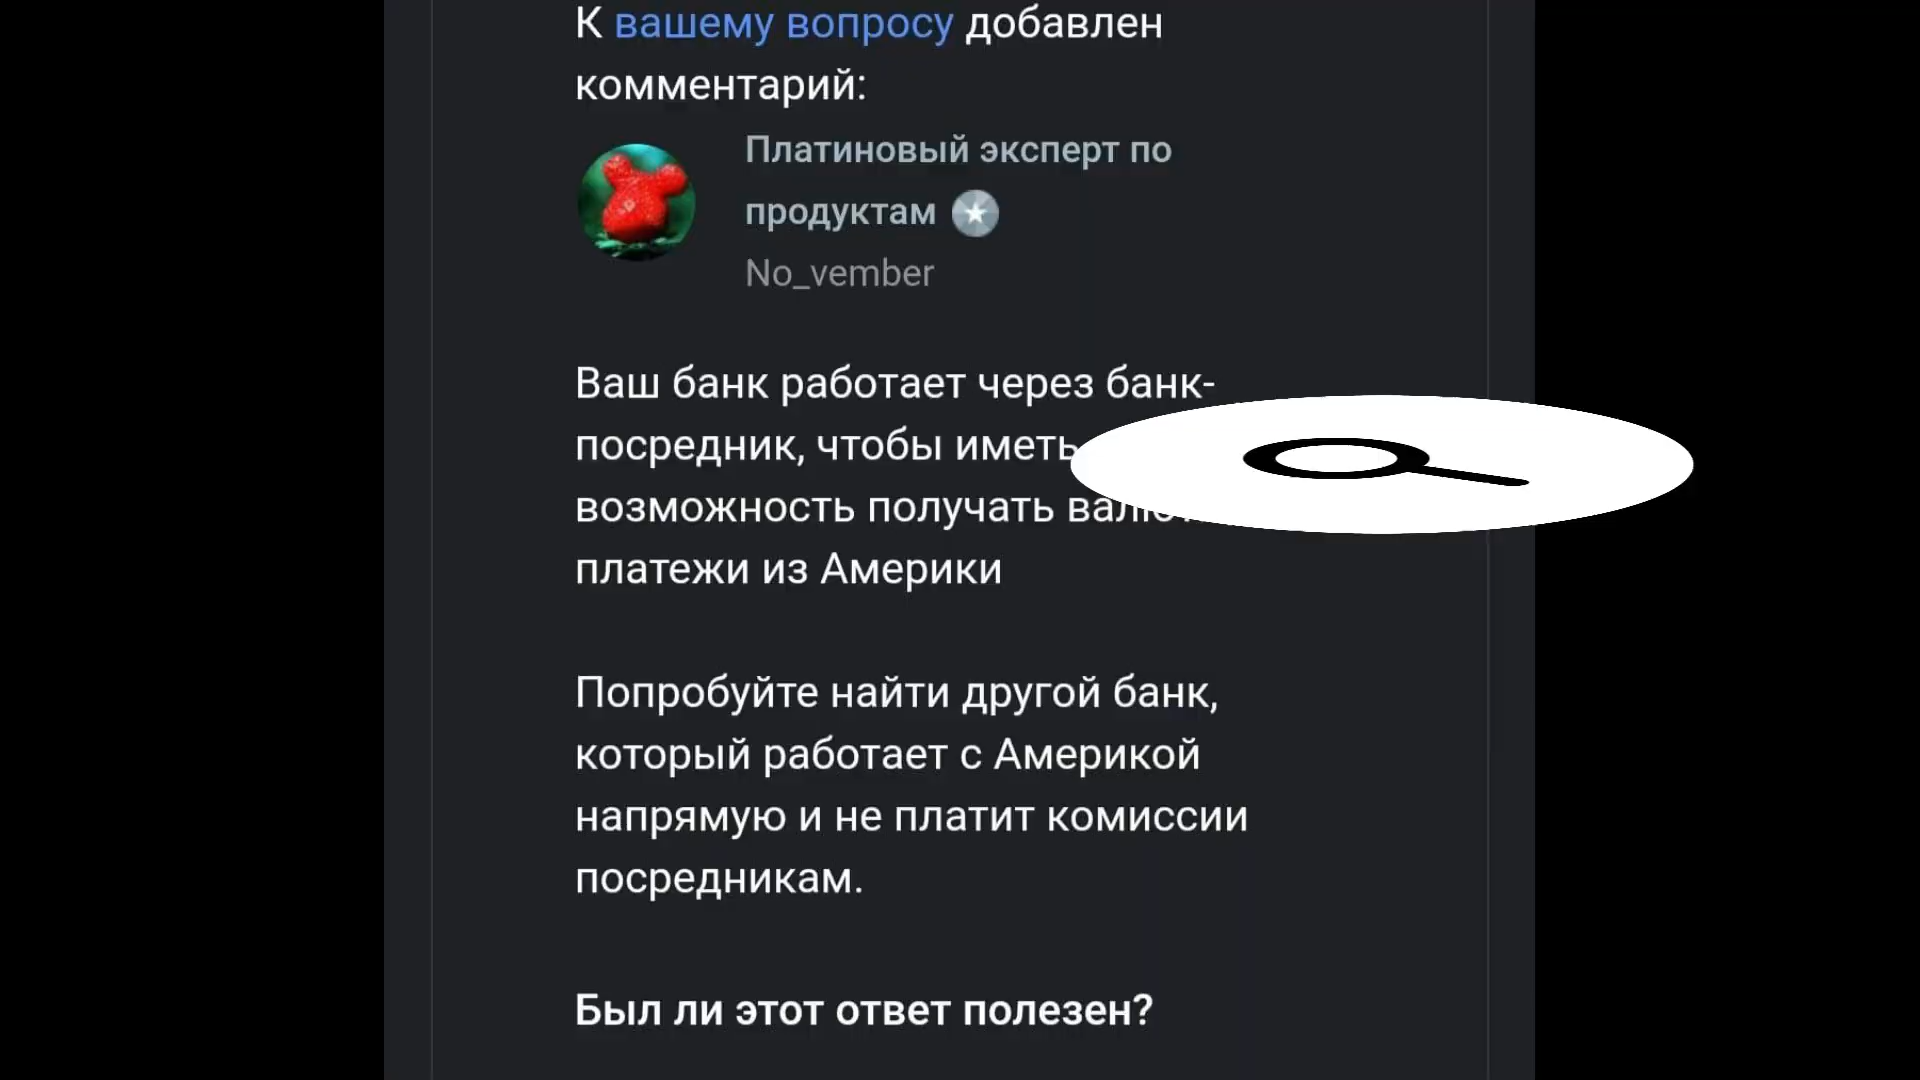 К вашему вопросу добавлен
комментарий:
Платиновый эксперт по
продуктам
No_vember
Ваш банк работает через банк-
посредник, чтобы иметь
возможность получать
платежи из Америки
Попробуйте найти другой банк,
который работает с Америкой
напрямую и не платит комиссии
посредникам.
Был ли этот ответ полезен?